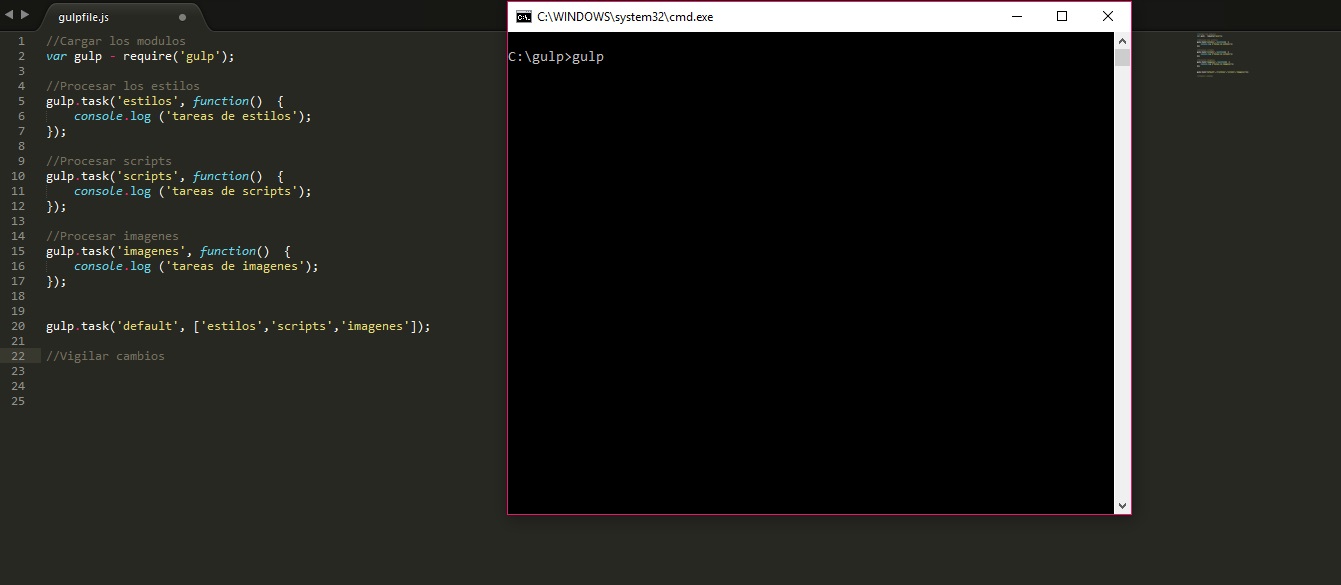 gulpfile.js
1 //Cargar los modulos
2 var gulp - require('gulp');
3
4 //Procesar los estilos
5 gulp.task('estilos', function()  {
6     console.log ('tareas de estilos');
7 });
8
9 //Procesar scripts
10 gulp.task('scripts', function()  {
11     console.log ('tareas de scripts');
12 });
13
14 //Procesar imagenes
15 gulp.task('imagenes', function()  {
16     console.log ('tareas de imagenes');
17 });
18
19
20 gulp.task('default', ['estilos','scripts','imagenes']);
21
22 //Vigilar cambios
23
24
25
C:\WINDOWS\system32\cmd.exe
C:\gulp>gulp